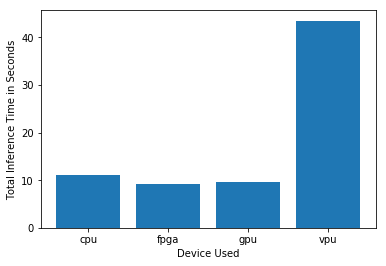 Total Inference Time in Seconds
40
30
20
10
0
cpu fpga gpu vpu
Device Used